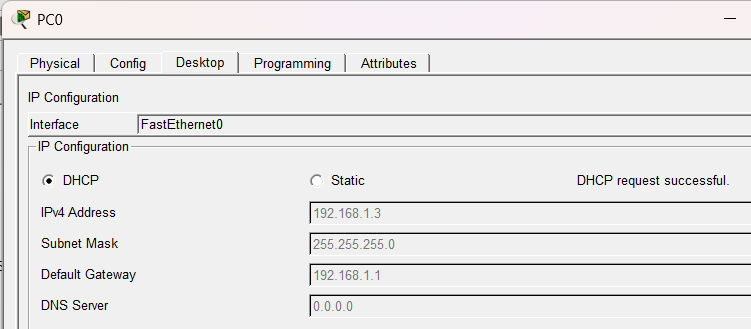 PC0
Physical Config Desktop Programming Attributes
IP Configuration
Interface FastEthernet0
IP Configuration
DHCP Static DHCP request successful.
IPv4 Address 192.168.1.3
Subnet Mask 255.255.255.0
Default Gateway 192.168.1.1
DNS Server 0.0.0.0